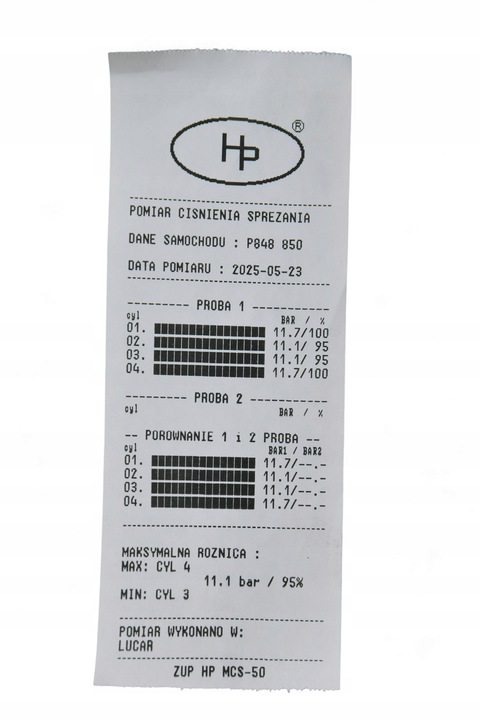 HP ®
POMIAR CISNIENIA SPREZANIA
DANE SAMOCHODU : P848 850
DATA POMIARU : 2025-05-23
PROBA 1
cyl BAR / %
01. 11.7/100
02. 11.1/ 95
03. 11.1/ 95
04. 11.7/100
PROBA 2
cyl BAR / %
-- POROWNANIE 1 i 2 PROBA --
cyl BAR1 / BAR2
01. 11.7/--.-
02. 11.1/--.-
03. 11.1/--.-
04. 11.7/--.-
MAKSYMALNA ROZNICA :
MAX: CYL 4
11.1 bar / 95%
MIN: CYL 3
POMIAR WYKONANO W:
LUCAR
ZUP HP MCS-50